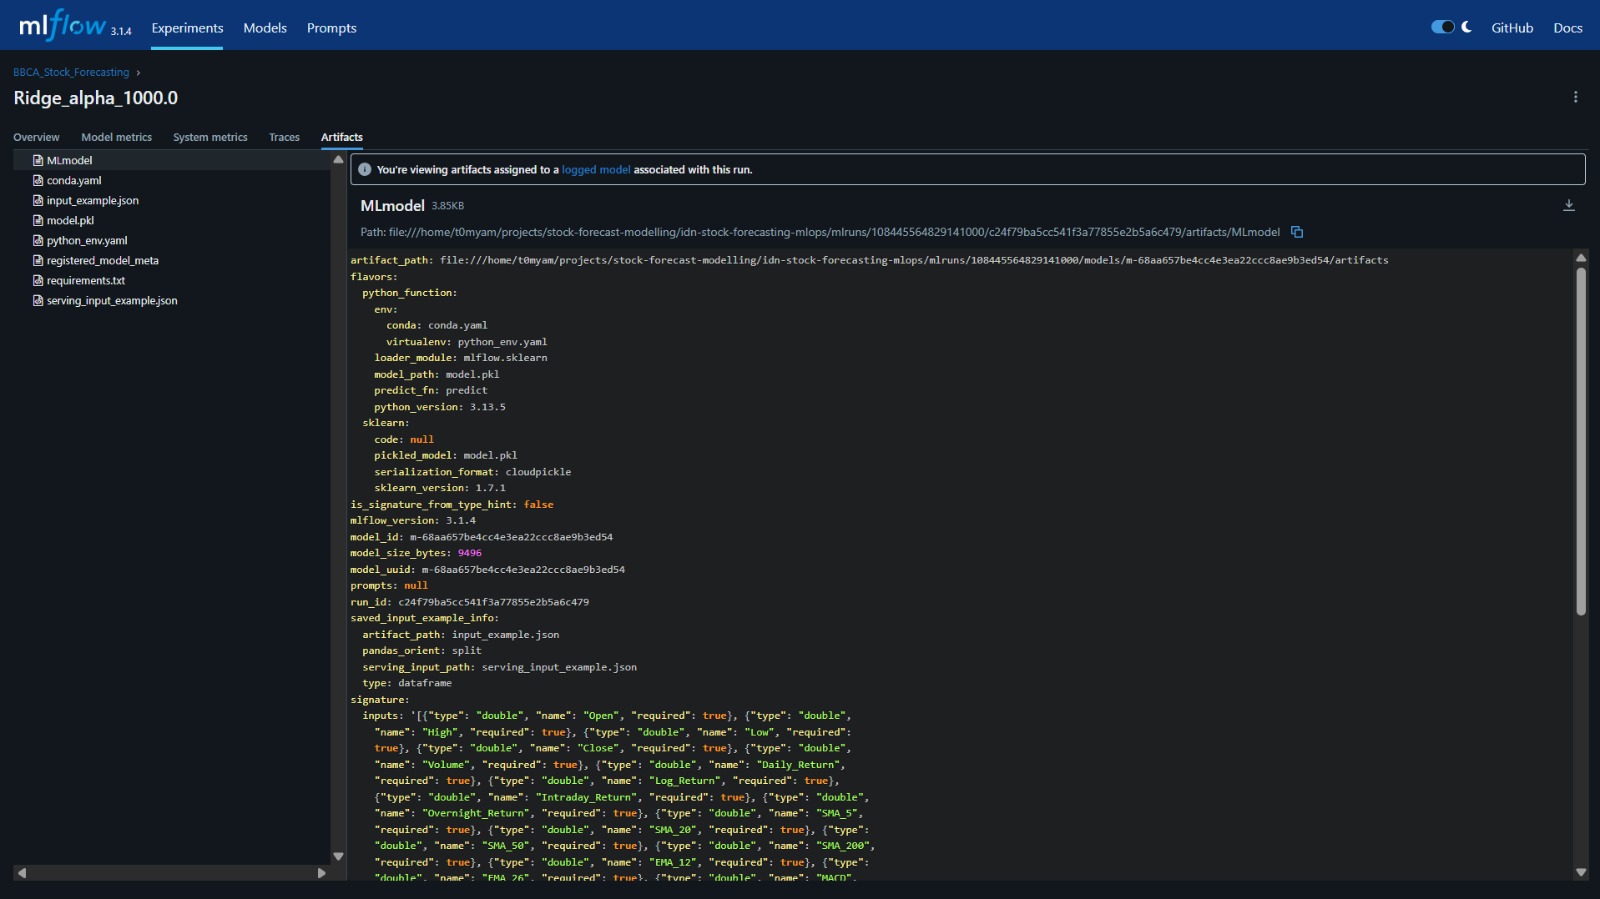 mlflow 3.1.4 Experiments Models Prompts GitHub Docs
BBCA_Stock_Forecasting ›
Ridge_alpha_1000.0
Overview Model metrics System metrics Traces Artifacts
MLmodel
conda.yaml
input_example.json
model.pkl
python_env.yaml
registered_model_meta
requirements.txt
serving_input_example.json
You're viewing artifacts assigned to a logged model associated with this run.
MLmodel 3.85KB
Path: file:///home/t0myam/projects/stock-forecast-modelling/idn-stock-forecasting-mlops/mlruns/108445564829141000/c24f79ba5cc541f3a77855e2b5a6c479/artifacts/MLmodel
artifact_path: file:///home/t0myam/projects/stock-forecast-modelling/idn-stock-forecasting-mlops/mlruns/108445564829141000/models/m-68aa657be4cc4e3ea22ccc8ae9b3ed54/artifacts
flavors:
python_function:
env:
conda: conda.yaml
virtualenv: python_env.yaml
loader_module: mlflow.sklearn
model_path: model.pkl
predict_fn: predict
python_version: 3.13.5
sklearn:
code: null
pickled_model: model.pkl
serialization_format: cloudpickle
sklearn_version: 1.7.1
is_signature_from_type_hint: false
mlflow_version: 3.1.4
model_id: m-68aa657be4cc4e3ea22ccc8ae9b3ed54
model_size_bytes: 9496
model_uuid: m-68aa657be4cc4e3ea22ccc8ae9b3ed54
prompts: null
run_id: c24f79ba5cc541f3a77855e2b5a6c479
saved_input_example_info:
artifact_path: input_example.json
pandas_orient: split
serving_input_path: serving_input_example.json
type: dataframe
signature:
inputs: '[{"type": "double", "name": "Open", "required": true}, {"type": "double",
"name": "High", "required": true}, {"type": "double", "name": "Low", "required":
true}, {"type": "double", "name": "Close", "required": true}, {"type": "double",
"name": "Volume", "required": true}, {"type": "double", "name": "Daily_Return",
"required": true}, {"type": "double", "name": "Log_Return", "required": true},
{"type": "double", "name": "Intraday_Return", "required": true}, {"type": "double",
"name": "Overnight_Return", "required": true}, {"type": "double", "name": "SMA_5",
"required": true}, {"type": "double", "name": "SMA_20", "required": true}, {"type":
"double", "name": "SMA_50", "required": true}, {"type": "double", "name": "SMA_200",
"required": true}, {"type": "double", "name": "EMA_12", "required": true}, {"type":
"double", "name": "EMA_26", "required": true}, {"type": "double", "name": "MACD",